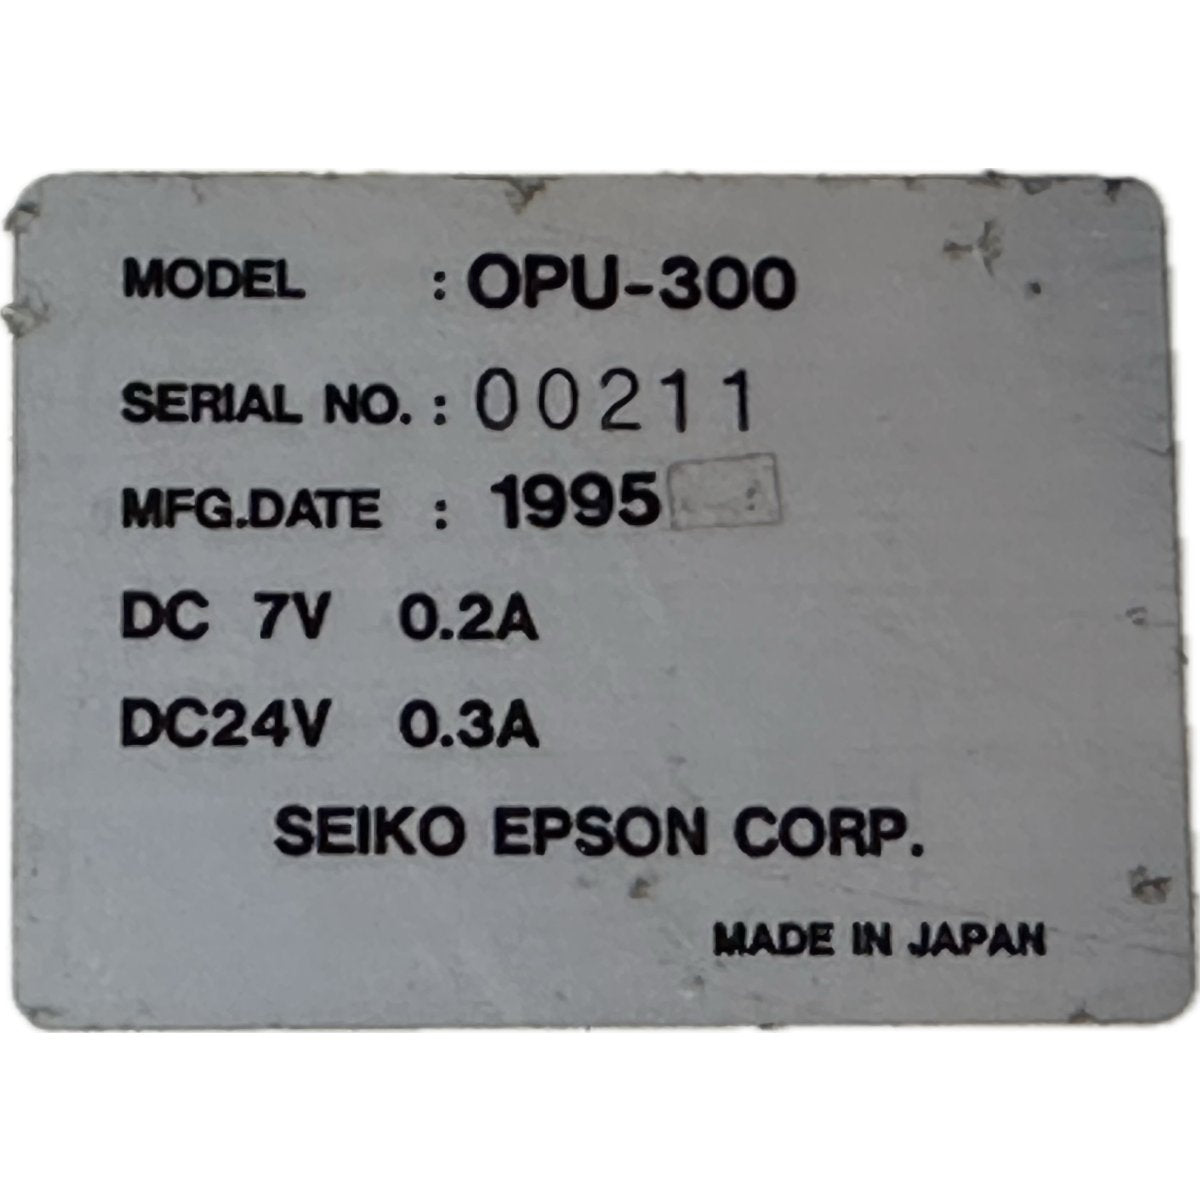 MODEL : OPU-300
SERIAL NO. : 00211
MFG.DATE : 1995
DC 7V 0.2A
DC24V 0.3A
SEIKO EPSON CORP.
MADE IN JAPAN